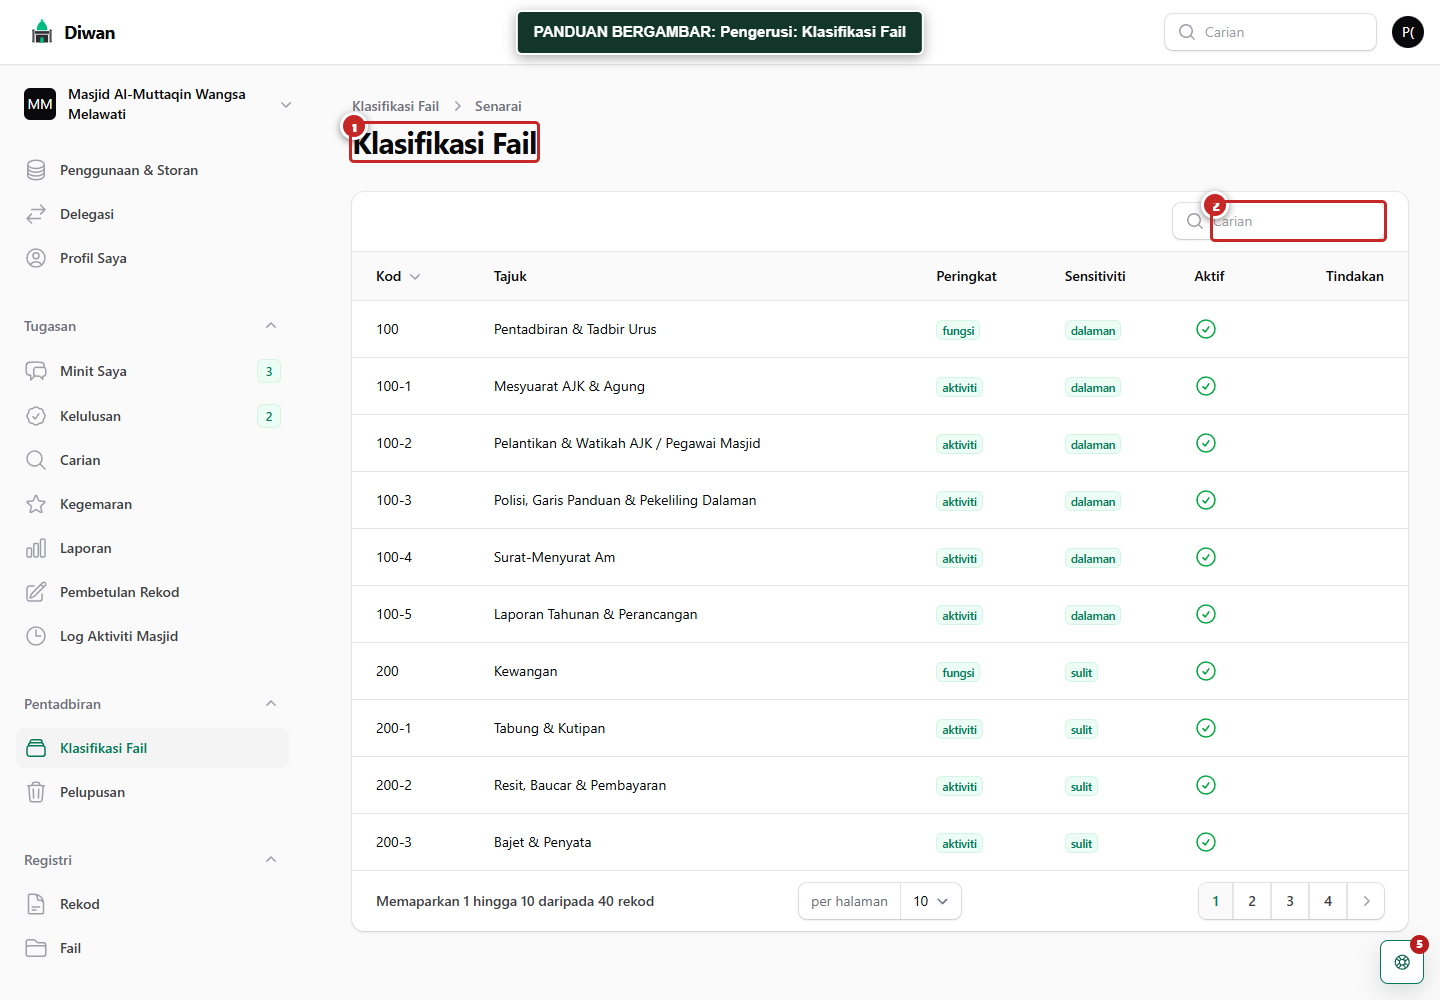 Diwan
PANDUAN BERGAMBAR: Pengerusi: Klasifikasi Fail
Carian
P(
MM
Masjid Al-Muttaqin Wangsa
Melawati
Penggunaan & Storan
Delegasi
Profil Saya
Tugasan
Minit Saya 3
Kelulusan 2
Carian
Kegemaran
Laporan
Pembetulan Rekod
Log Aktiviti Masjid
Pentadbiran
Klasifikasi Fail
Pelupusan
Registri
Rekod
Fail
Klasifikasi Fail > Senarai
1
Klasifikasi Fail
2
Carian
Kod Tajuk Peringkat Sensitiviti Aktif Tindakan
100 Pentadbiran & Tadbir Urus fungsi dalaman
100-1 Mesyuarat AJK & Agung aktiviti dalaman
100-2 Pelantikan & Watikah AJK / Pegawai Masjid aktiviti dalaman
100-3 Polisi, Garis Panduan & Pekeliling Dalaman aktiviti dalaman
100-4 Surat-Menyurat Am aktiviti dalaman
100-5 Laporan Tahunan & Perancangan aktiviti dalaman
200 Kewangan fungsi sulit
200-1 Tabung & Kutipan aktiviti sulit
200-2 Resit, Baucar & Pembayaran aktiviti sulit
200-3 Bajet & Penyata aktiviti sulit
Memaparkan 1 hingga 10 daripada 40 rekod per halaman 10 1 2 3 4
5